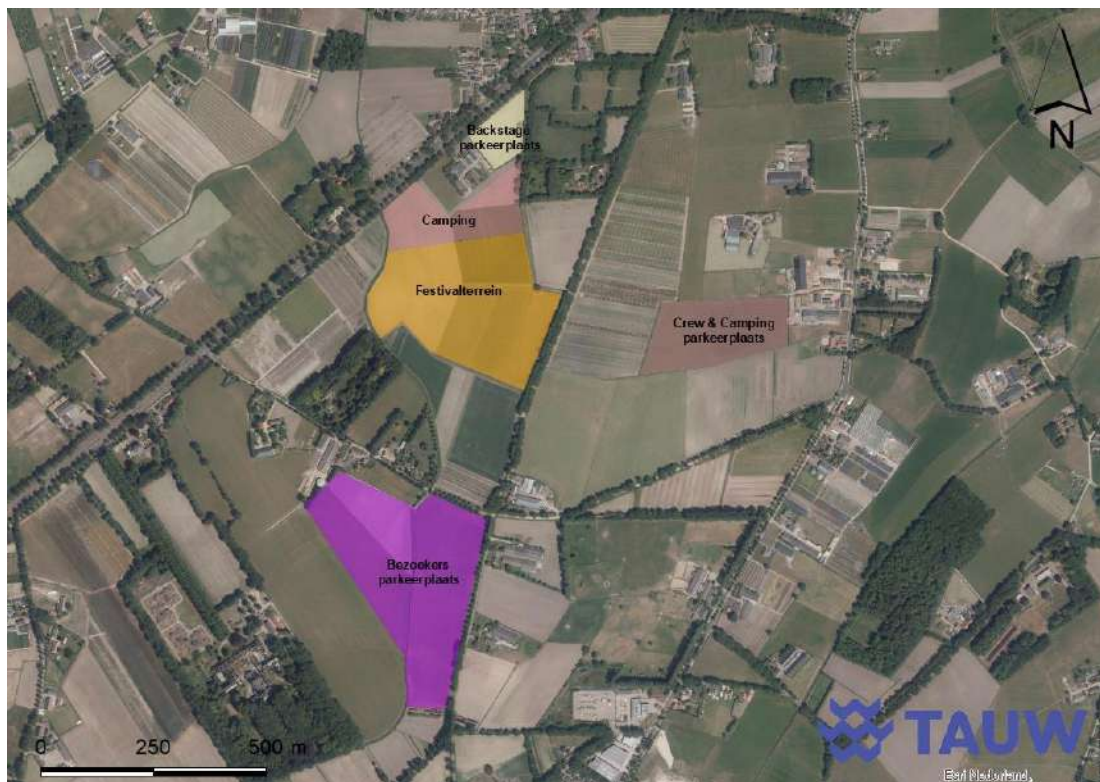 Backstage
parkeerplaats
N
Camping
Festivalterrein
Crew & Camping
parkeerplaats
Bezoekers
parkeerplaats
0 250 500 m
TAUW
Esri Nederland,